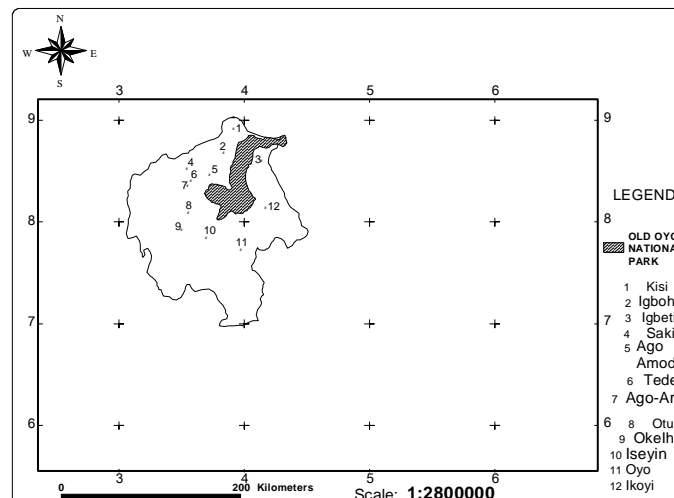 N
W E
S
3 4 5 6
9 9
1
2
3
4
5
6
7
8 8 8
12
9
10
11
7 7
6 6
3 4 5 6
0 200 Kilometers
Scale: 1:2800000
LEGEND
OLD OYO
NATIONA
PARK
1 Kisi
2 Igboh
3 Igbeti
4 Saki
5 Ago
Amod
6 Tede
7 Ago-Ar
8 Otu
9 Okelh
10 Iseyin
11 Oyo
12 Ikoyi